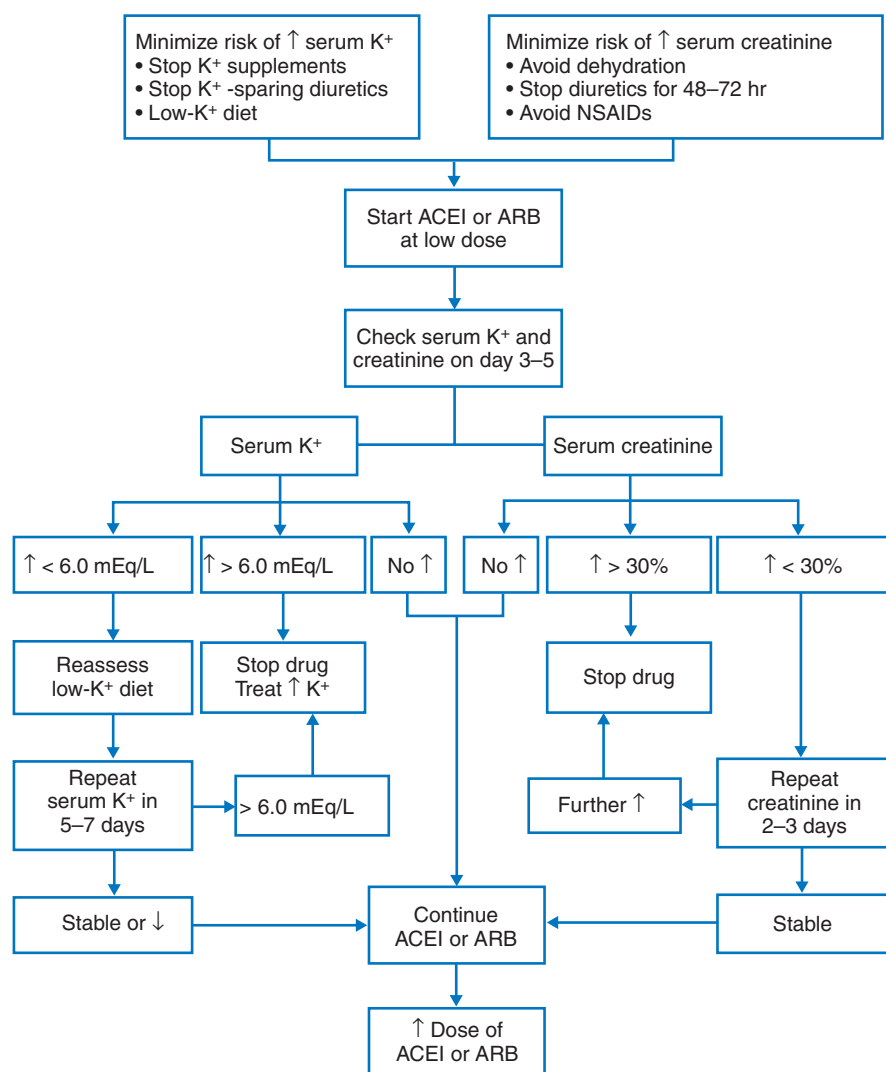 Minimize risk of ↑ serum K⁺
• Stop K⁺ supplements
• Stop K⁺ -sparing diuretics
• Low-K⁺ diet
Minimize risk of ↑ serum creatinine
• Avoid dehydration
• Stop diuretics for 48–72 hr
• Avoid NSAIDs
Start ACEI or ARB
at low dose
Check serum K⁺ and
creatinine on day 3–5
Serum K⁺
Serum creatinine
↑ < 6.0 mEq/L
↑ > 6.0 mEq/L
No ↑
No ↑
↑ > 30%
↑ < 30%
Reassess
low-K⁺ diet
Stop drug
Treat ↑ K⁺
Stop drug
Repeat
serum K⁺ in
5–7 days
> 6.0 mEq/L
Further ↑
Repeat
creatinine in
2–3 days
Stable or ↓
Continue
ACEI or ARB
Stable
↑ Dose of
ACEI or ARB